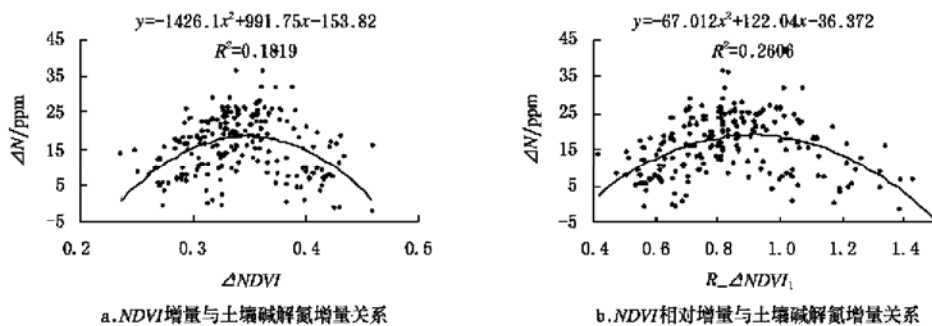 y=-1426.1x²+991.75x-153.82
R²=0.1819
ΔN/ppm
45
35
25
15
5
-5
0.2 0.3 0.4 0.5
ΔNDVI
a.NDVI增量与土壤碱解氮增量关系
y=-67.012x²+122.04x-36.372
R²=0.2606
ΔN/ppm
45
35
25
15
5
-5
0.4 0.6 0.8 1.0 1.2 1.4
R_ΔNDVI₁
b.NDVI相对增量与土壤碱解氮增量关系